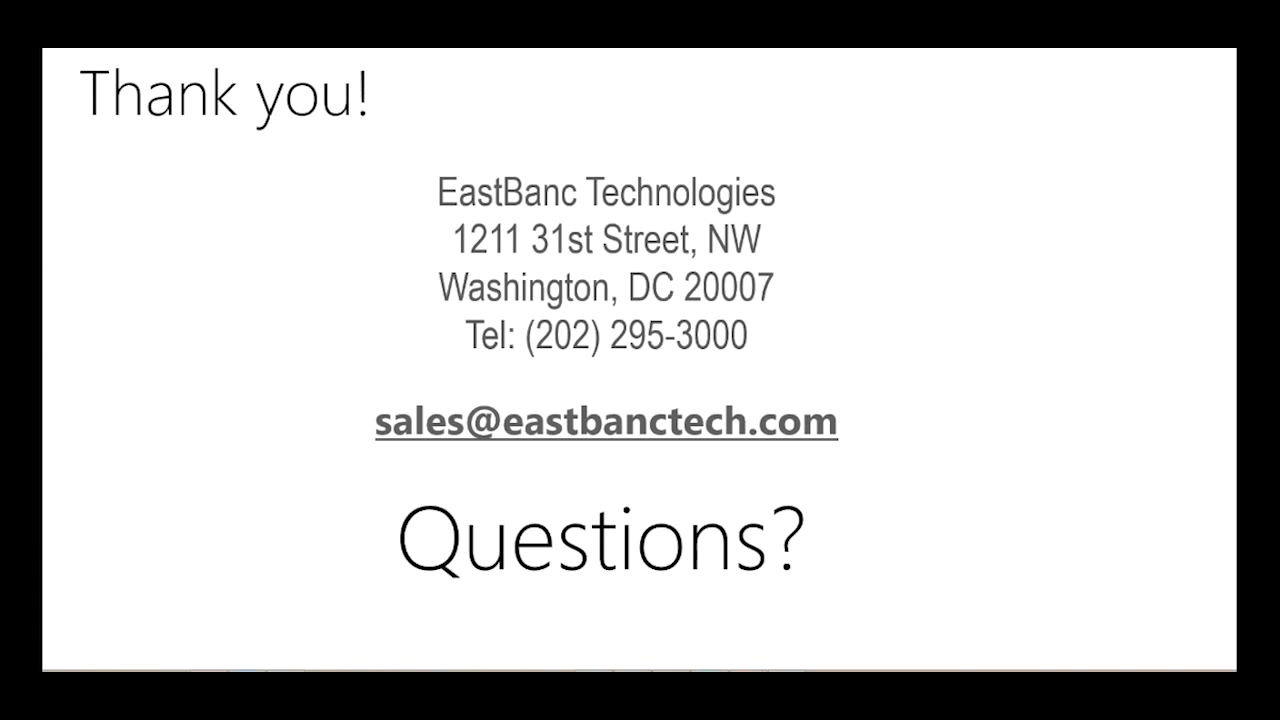 Thank you!
EastBanc Technologies
1211 31st Street, NW
Washington, DC 20007
Tel: (202) 295-3000
sales@eastbanctech.com
Questions?